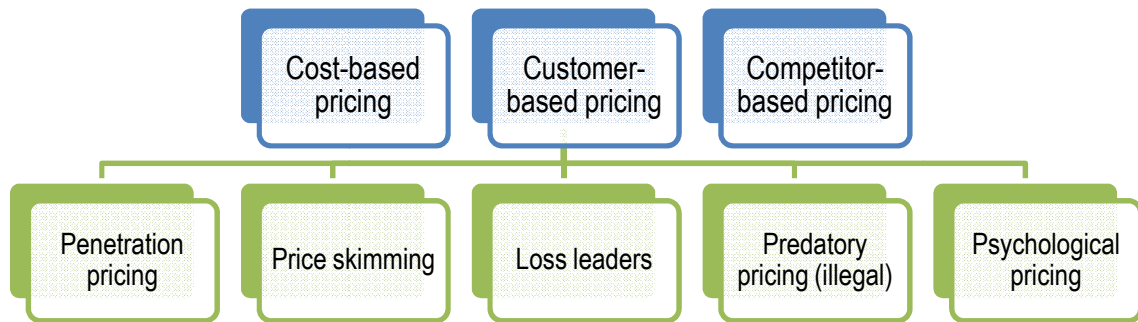 Cost-based
pricing
Customer-
based pricing
Competitor-
based pricing
Penetration
pricing
Price skimming
Loss leaders
Predatory
pricing (illegal)
Psychological
pricing